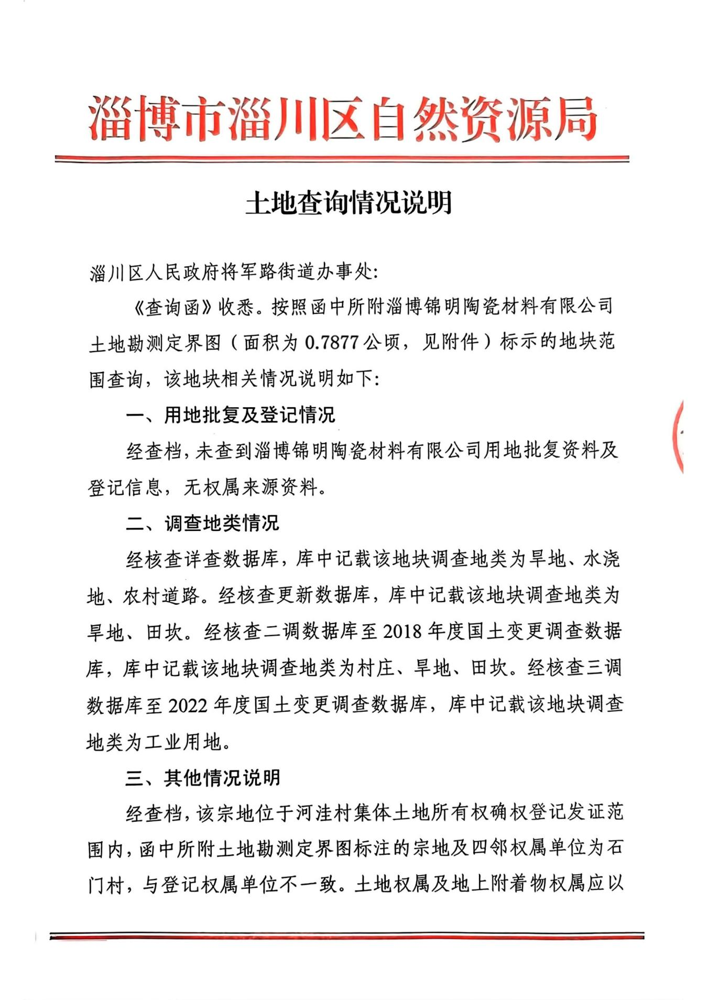 淄博市淄川区自然资源局
土地查询情况说明
淄川区人民政府将军路街道办事处：
《查询函》收悉。按照函中所附淄博锦明陶瓷材料有限公司
土地勘测定界图（面积为 0.7877 公顷，见附件）标示的地块范
围查询，该地块相关情况说明如下：
一、用地批复及登记情况
经查档，未查到淄博锦明陶瓷材料有限公司用地批复资料及
登记信息，无权属来源资料。
二、调查地类情况
经核查详查数据库，库中记载该地块调查地类为旱地、水浇
地、农村道路。经核查更新数据库，库中记载该地块调查地类为
旱地、田坎。经核查二调数据库至 2018 年度国土变更调查数据
库，库中记载该地块调查地类为村庄、旱地、田坎。经核查三调
数据库至 2022 年度国土变更调查数据库，库中记载该地块调查
地类为工业用地。
三、其他情况说明
经查档，该宗地位于河洼村集体土地所有权确权登记发证范
围内，函中所附土地勘测定界图标注的宗地及四邻权属单位为石
门村，与登记权属单位不一致。土地权属及地上附着物权属应以